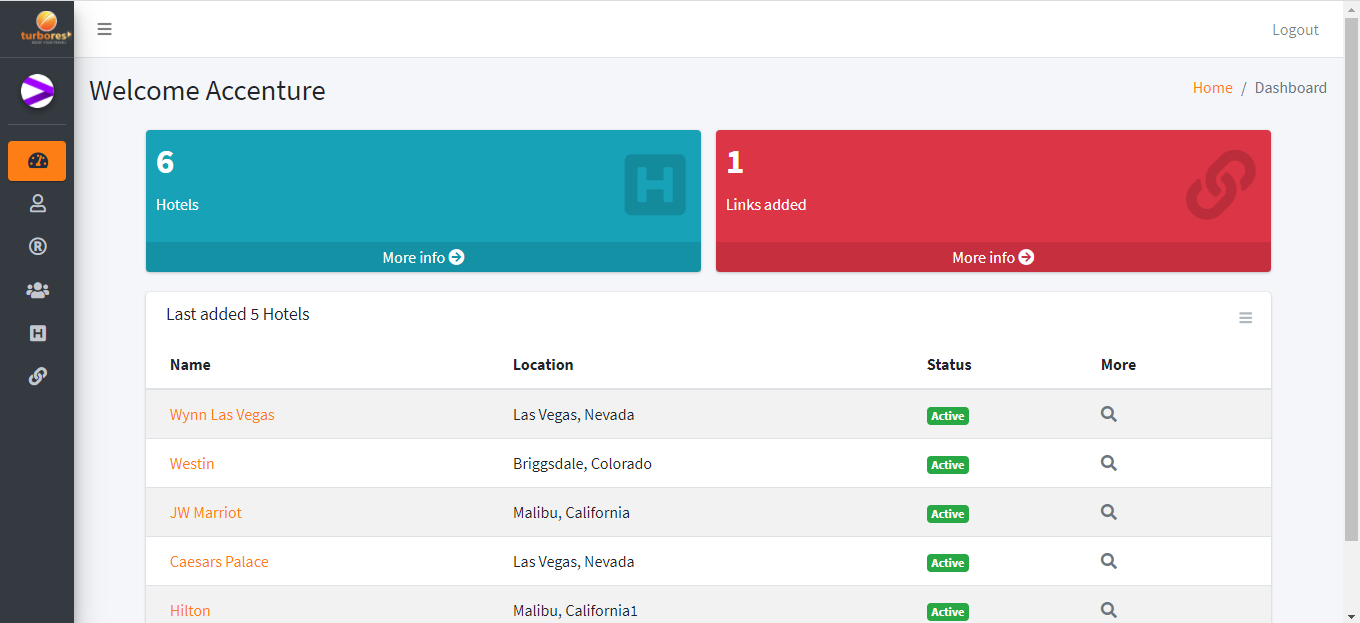 turbores
Logout
Welcome Accenture
Home / Dashboard
6
Hotels
H
More info
1
Links added
More info
Last added 5 Hotels
Name Location Status More
Wynn Las Vegas Las Vegas, Nevada Active
Westin Briggsdale, Colorado Active
JW Marriot Malibu, California Active
Caesars Palace Las Vegas, Nevada Active
Hilton Malibu, California1 Active
R
H